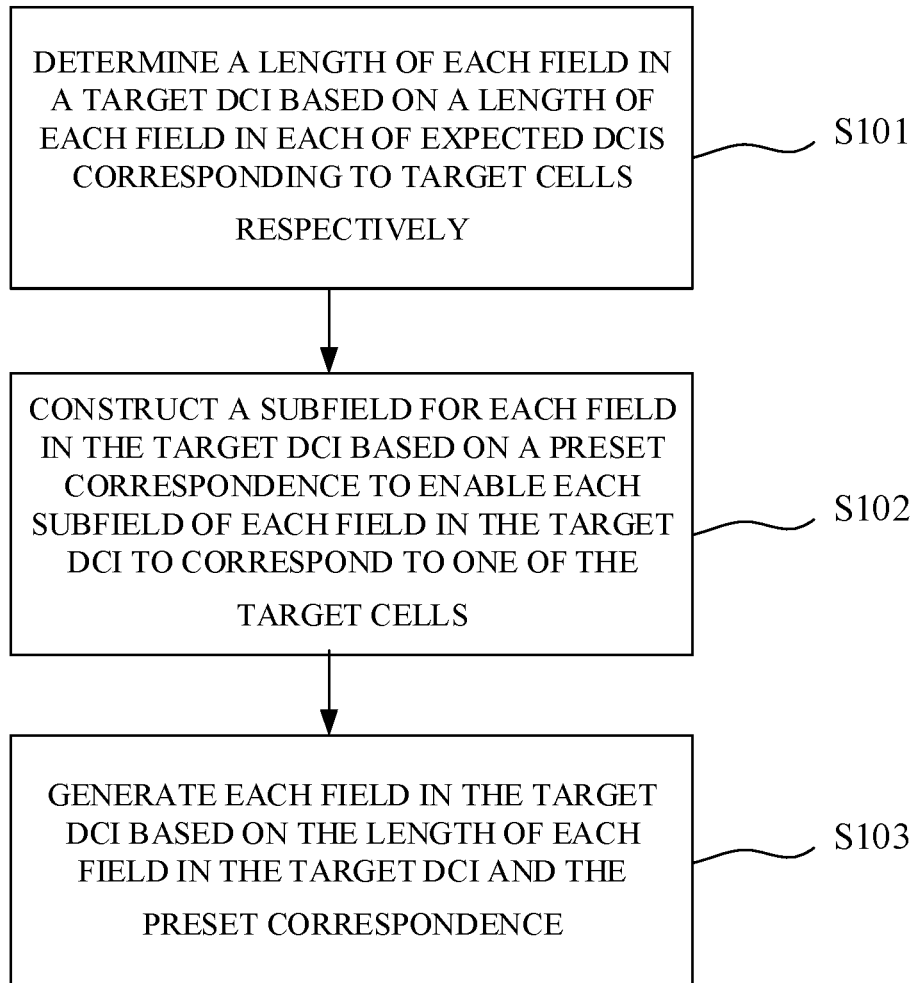 DETERMINE A LENGTH OF EACH FIELD IN
A TARGET DCI BASED ON A LENGTH OF
EACH FIELD IN EACH OF EXPECTED DCIS
CORRESPONDING TO TARGET CELLS
RESPECTIVELY
S101
CONSTRUCT A SUBFIELD FOR EACH FIELD
IN THE TARGET DCI BASED ON A PRESET
CORRESPONDENCE TO ENABLE EACH
SUBFIELD OF EACH FIELD IN THE TARGET
DCI TO CORRESPOND TO ONE OF THE
TARGET CELLS
S102
GENERATE EACH FIELD IN THE TARGET
DCI BASED ON THE LENGTH OF EACH
FIELD IN THE TARGET DCI AND THE
PRESET CORRESPONDENCE
S103